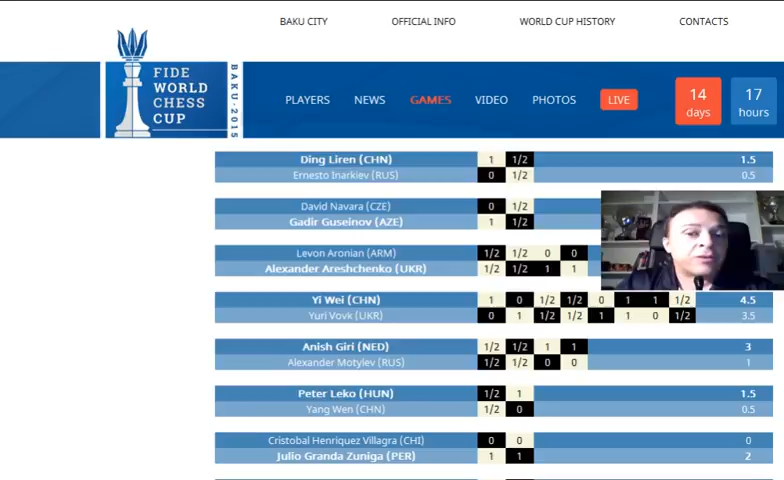 BAKU CITY OFFICIAL INFO WORLD CUP HISTORY CONTACTS
FIDE
WORLD
CHESS
CUP
BAKU·2015
PLAYERS NEWS GAMES VIDEO PHOTOS LIVE
14
days
17
hours
Ding Liren (CHN) 1 1/2 1.5
Ernesto Inarkiev (RUS) 0 1/2 0.5
David Navara (CZE) 0 1/2
Gadir Guseinov (AZE) 1 1/2
Levon Aronian (ARM) 1/2 1/2 0 0
Alexander Areshchenko (UKR) 1/2 1/2 1 1
Yi Wei (CHN) 1 0 1/2 1/2 0 1 1 1/2 4.5
Yuri Vovk (UKR) 0 1 1/2 1/2 1 1 0 1/2 3.5
Anish Giri (NED) 1/2 1/2 1 1 3
Alexander Motylev (RUS) 1/2 1/2 0 0 1
Peter Leko (HUN) 1/2 1 1.5
Yang Wen (CHN) 1/2 0 0.5
Cristobal Henriquez Villagra (CHI) 0 0 0
Julio Granda Zuniga (PER) 1 1 2